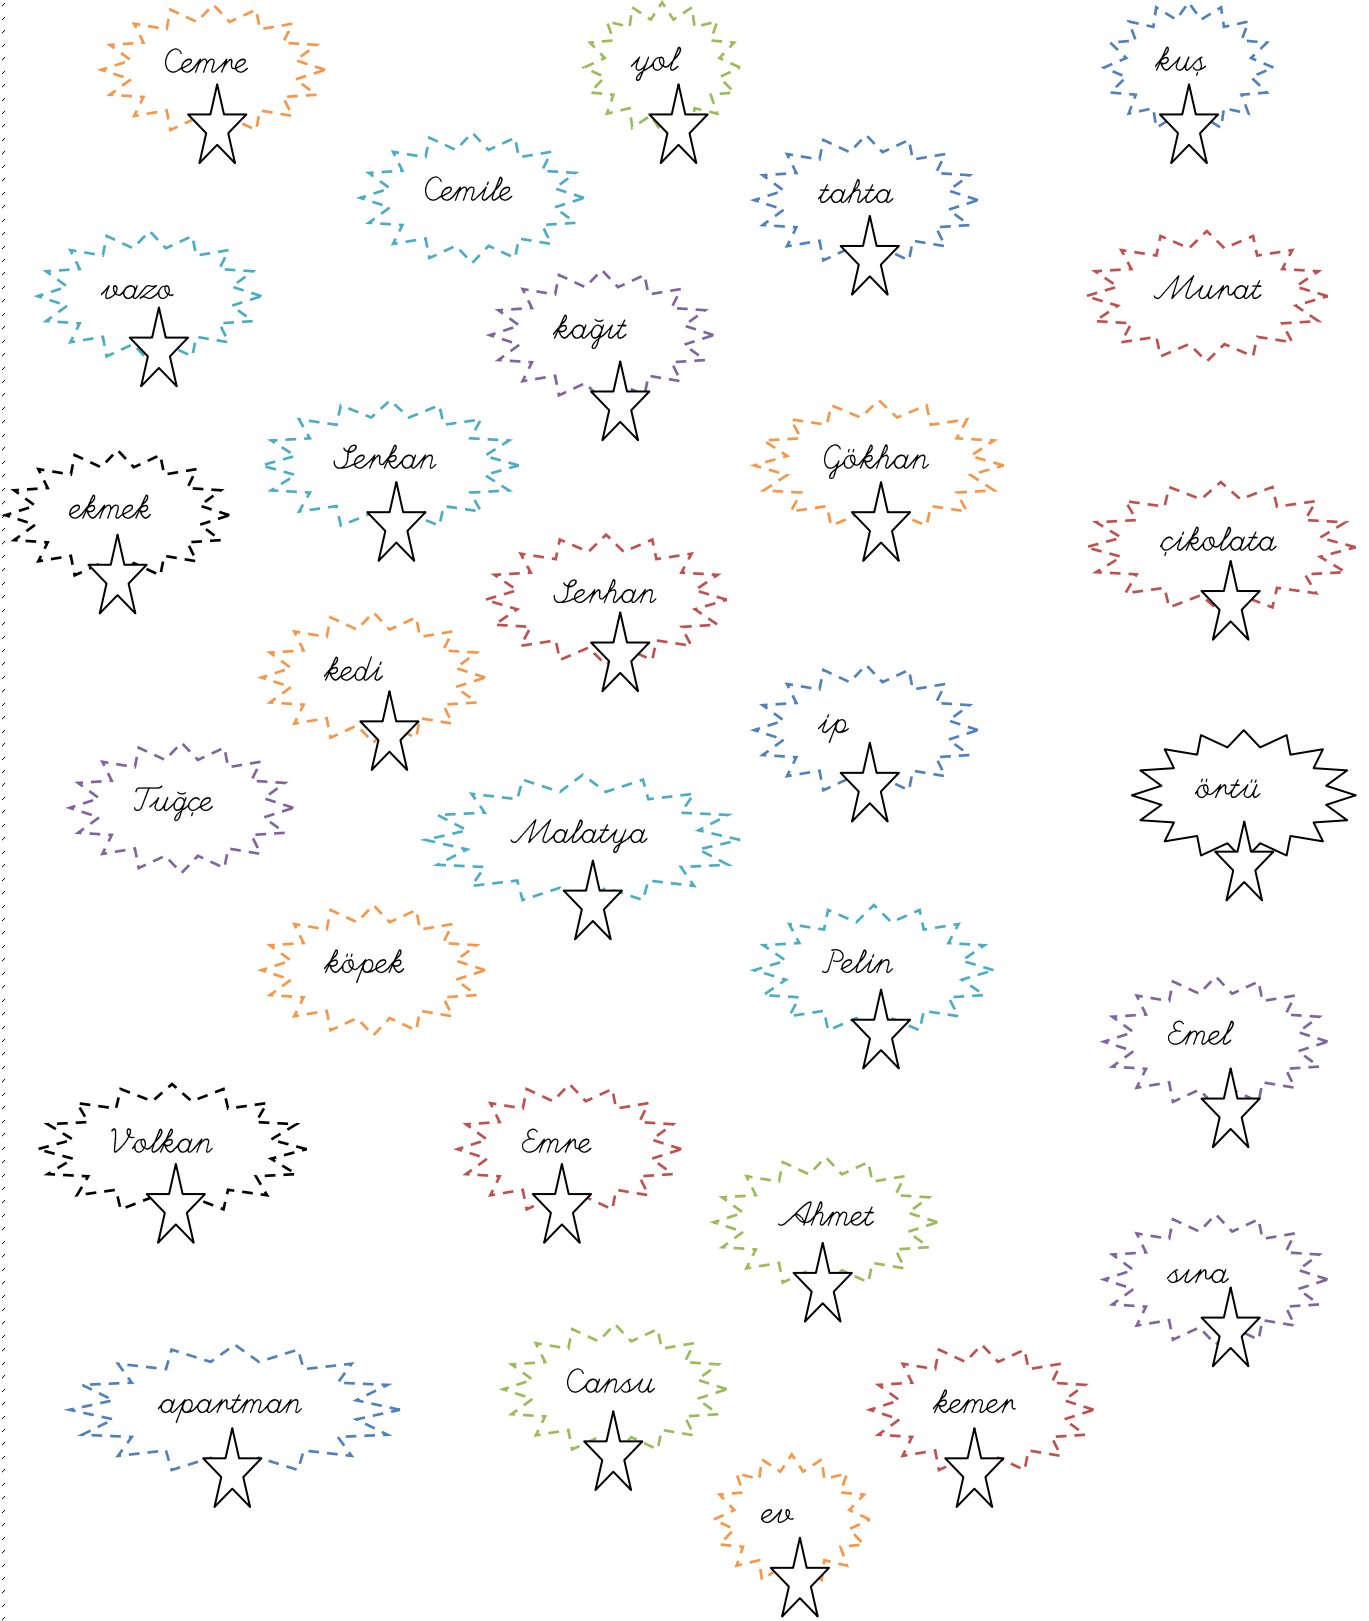 Cemre
yol
kuş
Cemile
tahta
vazo
kağıt
Murat
Serkan
Gökhan
ekmek
çikolata
Serhan
kedi
ip
örtü
Tuğçe
Malatya
köpek
Pelin
Emel
Volkan
Emre
Ahmet
sıra
apartman
Cansu
kemer
ev